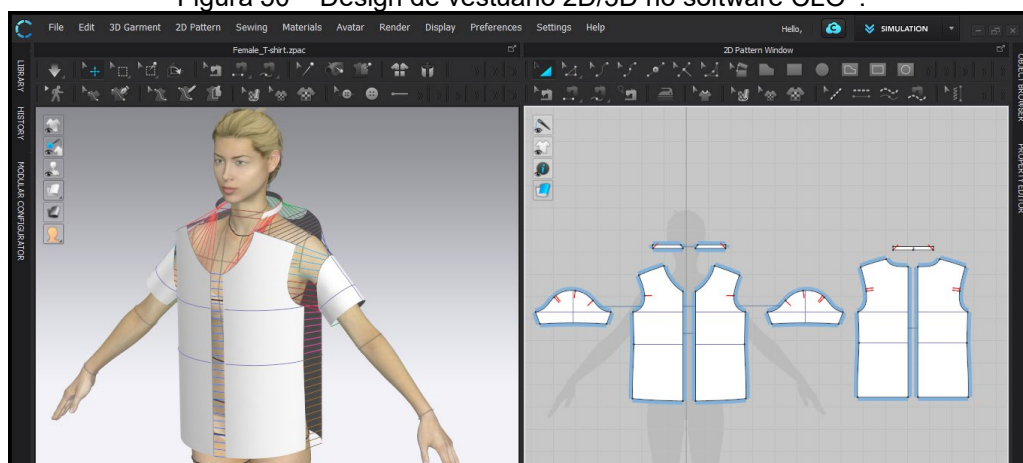 Figura 50 – Design de vestuário 2D/3D no software CLO®.
File Edit 3D Garment 2D Pattern Sewing Materials Avatar Render Display Preferences Settings Help Hello, SIMULATION
Female_T-shirt.zpac 2D Pattern Window
LIBRARY
HISTORY
MODULAR CONFIGURATOR
OBJECT BROWSER
PROPERTY EDITOR